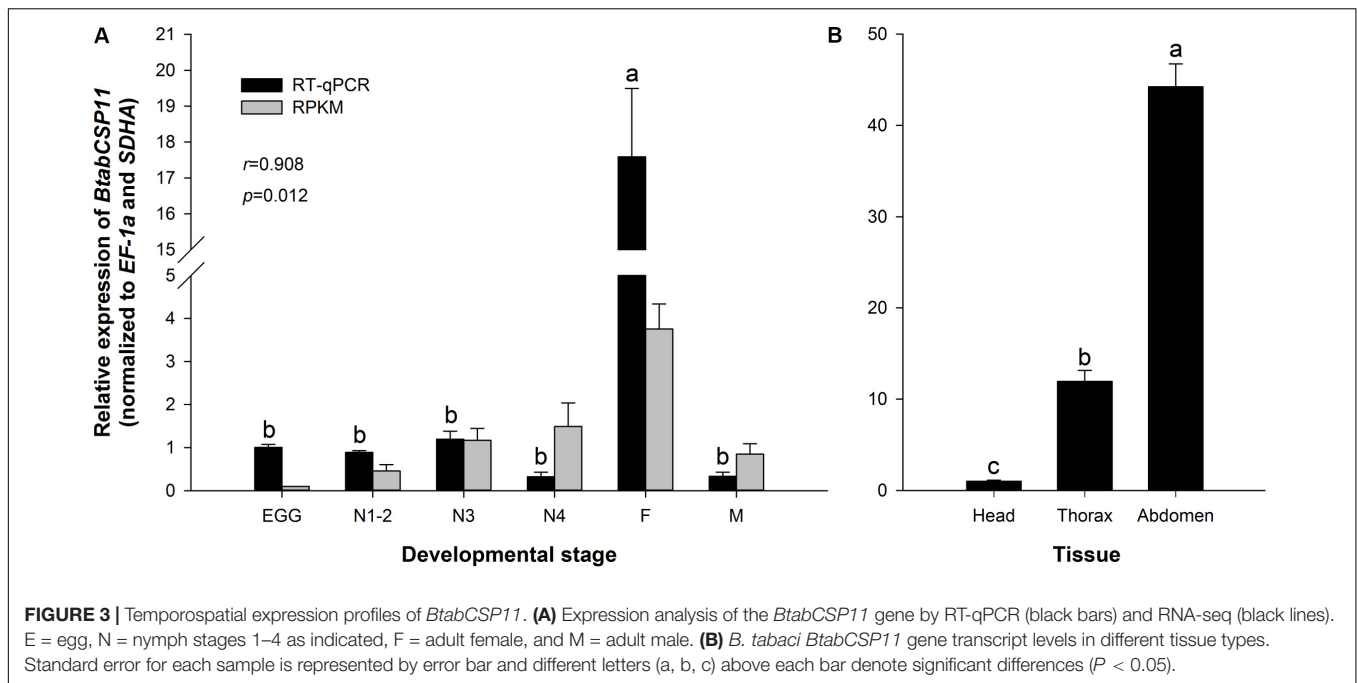 A
Relative expression of BtabCSP11
(normalized to EF-1a and SDHA)
21
20
19
18
17
16
15
5
4
3
2
1
0
RT-qPCR
RPKM
r=0.908
p=0.012
b
b
b
b
a
b
EGG N1-2 N3 N4 F M
Developmental stage
B
50
40
30
20
10
0
c
b
a
Head Thorax Abdomen
Tissue
FIGURE 3 | Temporospatial expression profiles of BtabCSP11. (A) Expression analysis of the BtabCSP11 gene by RT-qPCR (black bars) and RNA-seq (black lines).
E = egg, N = nymph stages 1–4 as indicated, F = adult female, and M = adult male. (B) B. tabaci BtabCSP11 gene transcript levels in different tissue types.
Standard error for each sample is represented by error bar and different letters (a, b, c) above each bar denote significant differences (P < 0.05).